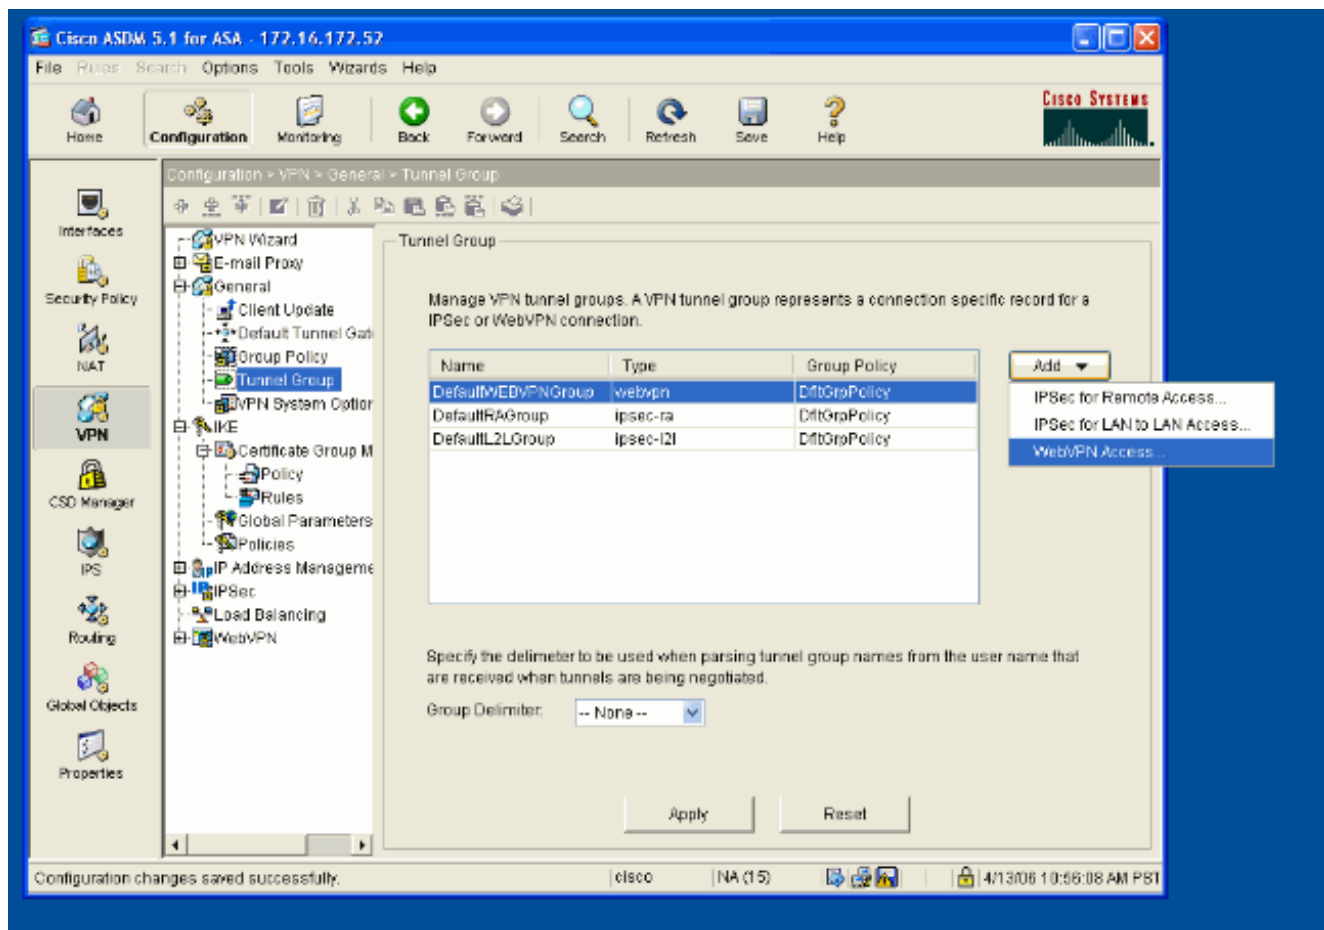 Cisco ASDM 5.1 for ASA - 172.16.172.52
File Rules Search Options Tools Wizards Help
Home Configuration Monitoring Back Forward Search Refresh Save Help
CISCO SYSTEMS
Configuration > VPN > General > Tunnel Group
Interfaces
Security Policy
NAT
VPN
CSD Manager
IPS
Routing
Global Objects
Properties
VPN Wizard
E-mail Proxy
General
Client Update
Default Tunnel Gat
Group Policy
Tunnel Group
VPN System Option
IKE
Certificate Group M
Policy
Rules
Global Parameters
Policies
IP Address Manageme
IPSec
Load Balancing
WebVPN
Tunnel Group
Manage VPN tunnel groups. A VPN tunnel group represents a connection specific record for a
IPSec or WebVPN connection.
Name Type Group Policy
DefaultWEBVPNGroup webvpn DfltGrpPolicy
DefaultRAGroup ipsec-ra DfltGrpPolicy
DefaultL2LGroup ipsec-l2l DfltGrpPolicy
Add
IPSec for Remote Access...
IPSec for LAN to LAN Access...
WebVPN Access...
Specify the delimeter to be used when parsing tunnel group names from the user name that
are received when tunnels are being negotiated.
Group Delimiter: -- None --
Apply Reset
Configuration changes saved successfully. cisco NA (15) 4/13/06 10:56:08 AM PBT